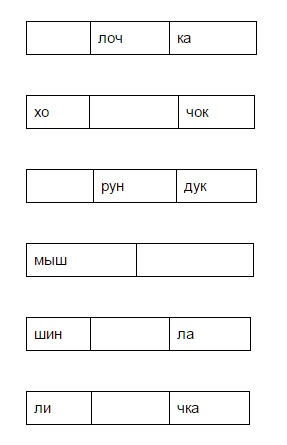 лоч ка
хо чок
рун дук
мыш
шин ла
ли чка